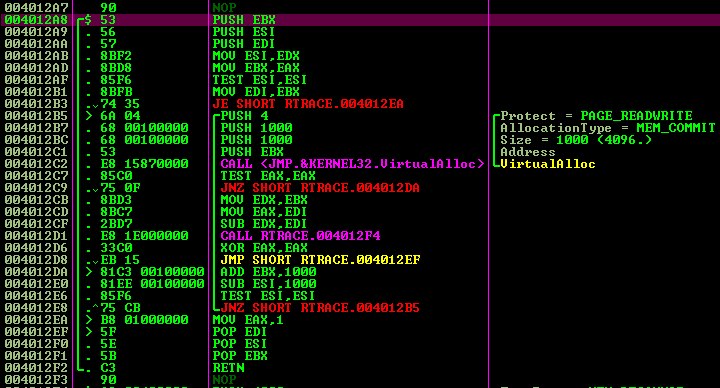 004012A7 90 NOP
004012A8 $ 53 PUSH EBX
004012A9 . 56 PUSH ESI
004012AA . 57 PUSH EDI
004012AB . 8BF2 MOV ESI,EDX
004012AD . 8BD8 MOV EBX,EAX
004012AF . 85F6 TEST ESI,ESI
004012B1 . 8BFB MOV EDI,EBX
004012B3 .v74 35 JE SHORT RTRACE.004012EA
004012B5 > 6A 04 PUSH 4 Protect = PAGE_READWRITE
004012B7 . 68 00100000 PUSH 1000 AllocationType = MEM_COMMIT
004012BC . 68 00100000 PUSH 1000 Size = 1000 (4096.)
004012C1 . 53 PUSH EBX Address
004012C2 . E8 15870000 CALL <JMP.&KERNEL32.VirtualAlloc> VirtualAlloc
004012C7 . 85C0 TEST EAX,EAX
004012C9 .v75 0F JNZ SHORT RTRACE.004012DA
004012CB . 8BD3 MOV EDX,EBX
004012CD . 8BC7 MOV EAX,EDI
004012CF . 2BD7 SUB EDX,EDI
004012D1 . E8 1E000000 CALL RTRACE.004012F4
004012D6 . 33C0 XOR EAX,EAX
004012D8 .vEB 15 JMP SHORT RTRACE.004012EF
004012DA > 81C3 00100000 ADD EBX,1000
004012E0 . 81EE 00100000 SUB ESI,1000
004012E6 . 85F6 TEST ESI,ESI
004012E8 .^75 CB JNZ SHORT RTRACE.004012B5
004012EA > B8 01000000 MOV EAX,1
004012EF > 5F POP EDI
004012F0 . 5E POP ESI
004012F1 . 5B POP EBX
004012F2 . C3 RETN
004012F3 90 NOP